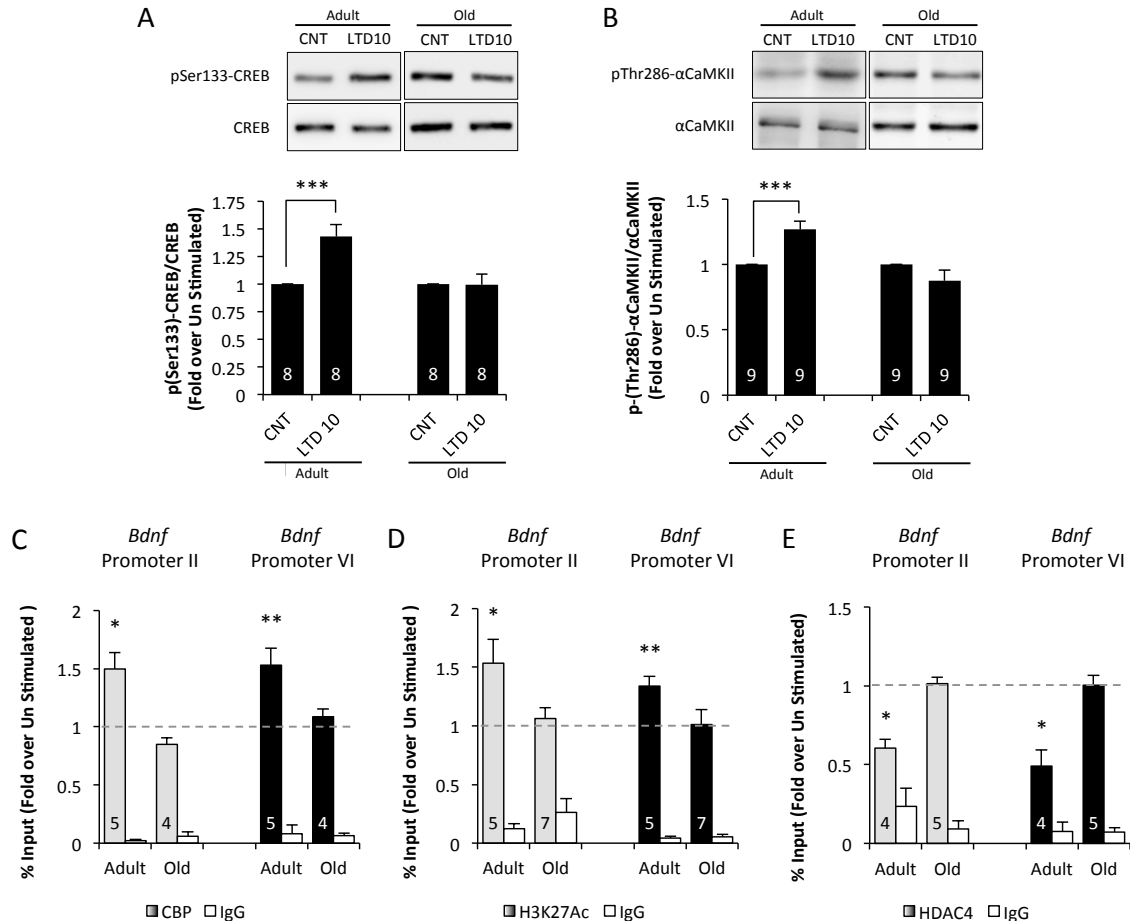 A
Adult Old
CNT LTD10 CNT LTD10
pSer133-CREB
CREB
***
p(Ser133)-CREB/CREB
(Fold over Un Stimulated)
1.75
1.5
1.25
1
0.75
0.5
0.25
0
8 8 8 8
CNT LTD 10 CNT LTD 10
Adult Old
B
Adult Old
CNT LTD10 CNT LTD10
pThr286-αCaMKII
αCaMKII
***
p-(Thr286)-αCaMKII/αCaMKII
(Fold over Un Stimulated)
1.5
1
0.5
0
9 9 9 9
CNT LTD 10 CNT LTD 10
Adult Old
C
Bdnf Bdnf
Promoter II Promoter VI
% Input (Fold over Un Stimulated )
2
1.5
1
0.5
0
* **
5 4 5 4
Adult Old Adult Old
CBP IgG
D
Bdnf Bdnf
Promoter II Promoter VI
% Input (Fold over Un Stimulated )
2
1.5
1
0.5
0
* **
5 7 5 7
Adult Old Adult Old
H3K27Ac IgG
E
Bdnf Bdnf
Promoter II Promoter VI
% Input (Fold over Un Stimulated)
1.5
1
0.5
0
* *
4 5 4 5
Adult Old Adult Old
HDAC4 IgG